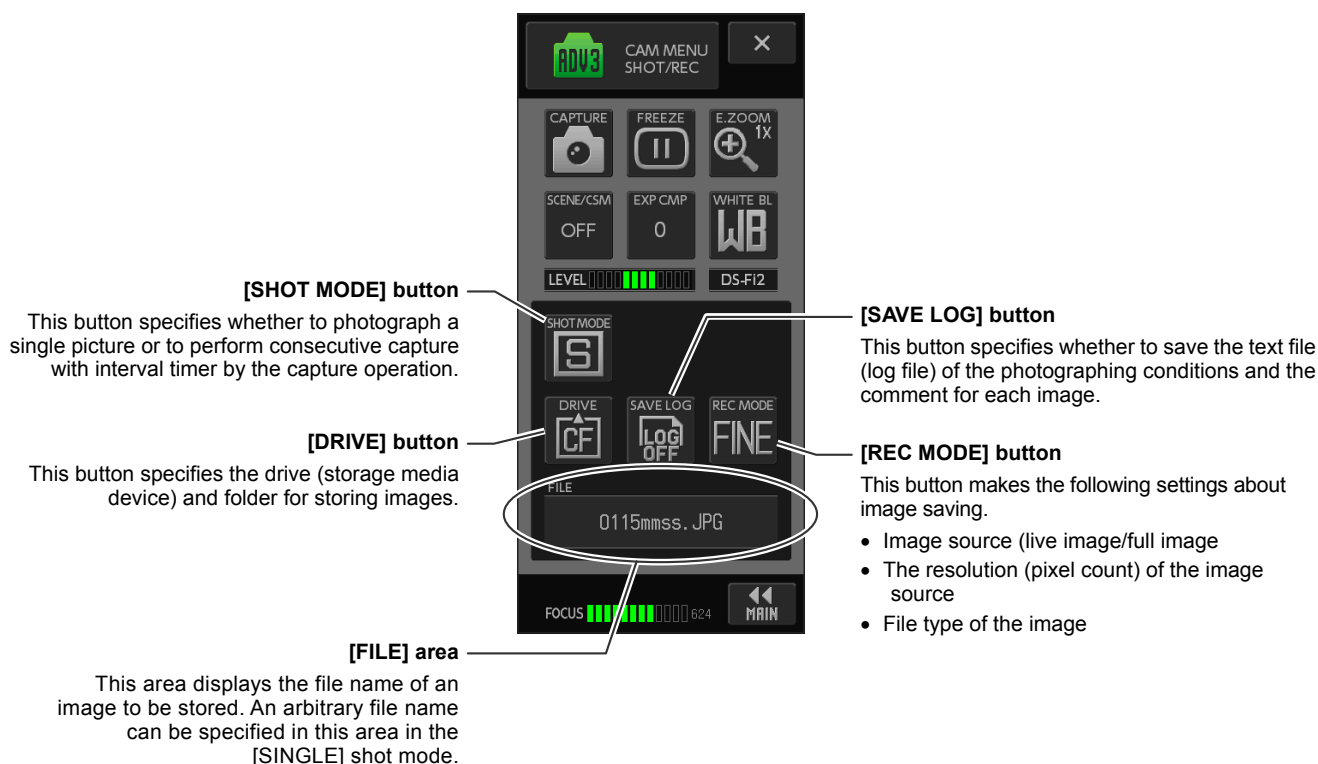 ADV3
CAM MENU
SHOT/REC
×
CAPTURE
FREEZE
E.ZOOM
1X
SCENE/CSM
OFF
EXP CMP
0
WHITE BL
WB
LEVEL
DS-Fi2
[SHOT MODE] button
This button specifies whether to photograph a
single picture or to perform consecutive capture
with interval timer by the capture operation.
SHOT MODE
S
[SAVE LOG] button
This button specifies whether to save the text file
(log file) of the photographing conditions and the
comment for each image.
[DRIVE] button
This button specifies the drive (storage media
device) and folder for storing images.
DRIVE
CF
SAVE LOG
LOG
OFF
REC MODE
FINE
[REC MODE] button
This button makes the following settings about
image saving.
• Image source (live image/full image
• The resolution (pixel count) of the image
source
• File type of the image
FILE
0115mmss.JPG
FOCUS
624
MAIN
[FILE] area
This area displays the file name of an
image to be stored. An arbitrary file name
can be specified in this area in the
[SINGLE] shot mode.